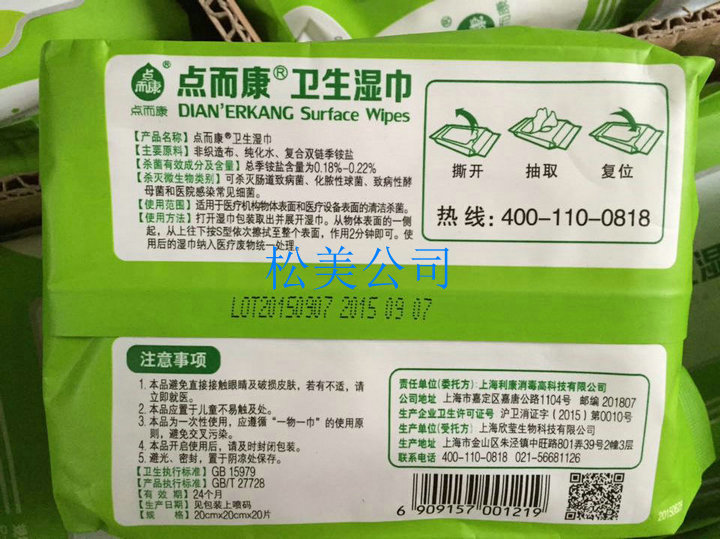 点而康® 点而康®卫生湿巾
点而康 DIAN'ERKANG Surface Wipes
【产品名称】点而康®卫生湿巾
【主要原料】非织造布、纯化水、复合双链季铵盐
【杀菌有效成分及含量】总季铵盐含量为0.18%-0.22%
【杀灭微生物类别】可杀灭肠道致病菌、化脓性球菌、致病性酵
母菌和医院感染常见细菌。
【使用范围】适用于医疗机构物体表面和医疗设备表面的清洁杀菌。
【使用方法】打开湿巾包装取出并展开湿巾。从物体表面的一侧
起,从上往下按S型依次擦拭至整个表面,作用2分钟即可。使
用后的湿巾纳入医疗废物统一处理。
撕开 抽取 复位
热线:400-110-0818
松美公司
LOT20150907 2015 09 07
注意事项
1.本品避免直接接触眼睛及破损皮肤,若有不适,请
立即就医。
2.本品应置于儿童不易触及处。
3.本品为一次性使用,应遵循“一物一巾”的使用原
则,避免交叉污染。
4.本品开启使用后,请及时封闭包装。
5.避光、密封,置于阴凉处保存。
【卫生执行标准】GB 15979
【产品执行标准】GB/T 27728
【有效期】24个月
【生产日期】见包装上喷码
【规格】20cm×20cm×20片
责任单位(委托方)上海利康消毒高科技有限公司
公司地址 上海市嘉定区嘉唐公路1104号 邮编 201807
生产企业卫生许可证号 沪卫消证字(2015)第0010号
生产单位(受托方)上海欣莹生物科技有限公司
生产地址 上海市金山区朱泾镇中旺路801弄39号2幢3层
联系电话 400-110-0818 021-56681126
6 909157 001219